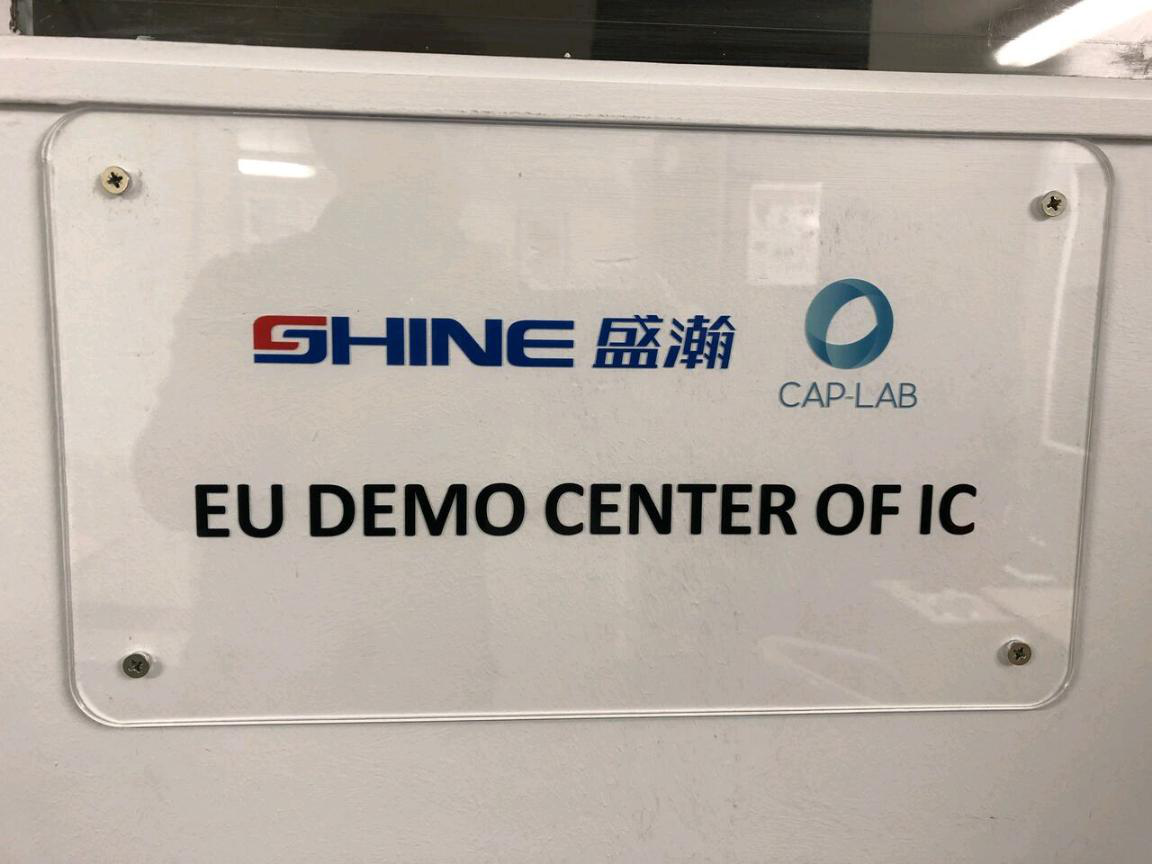 SHINE 盛瀚
CAP-LAB
EU DEMO CENTER OF IC